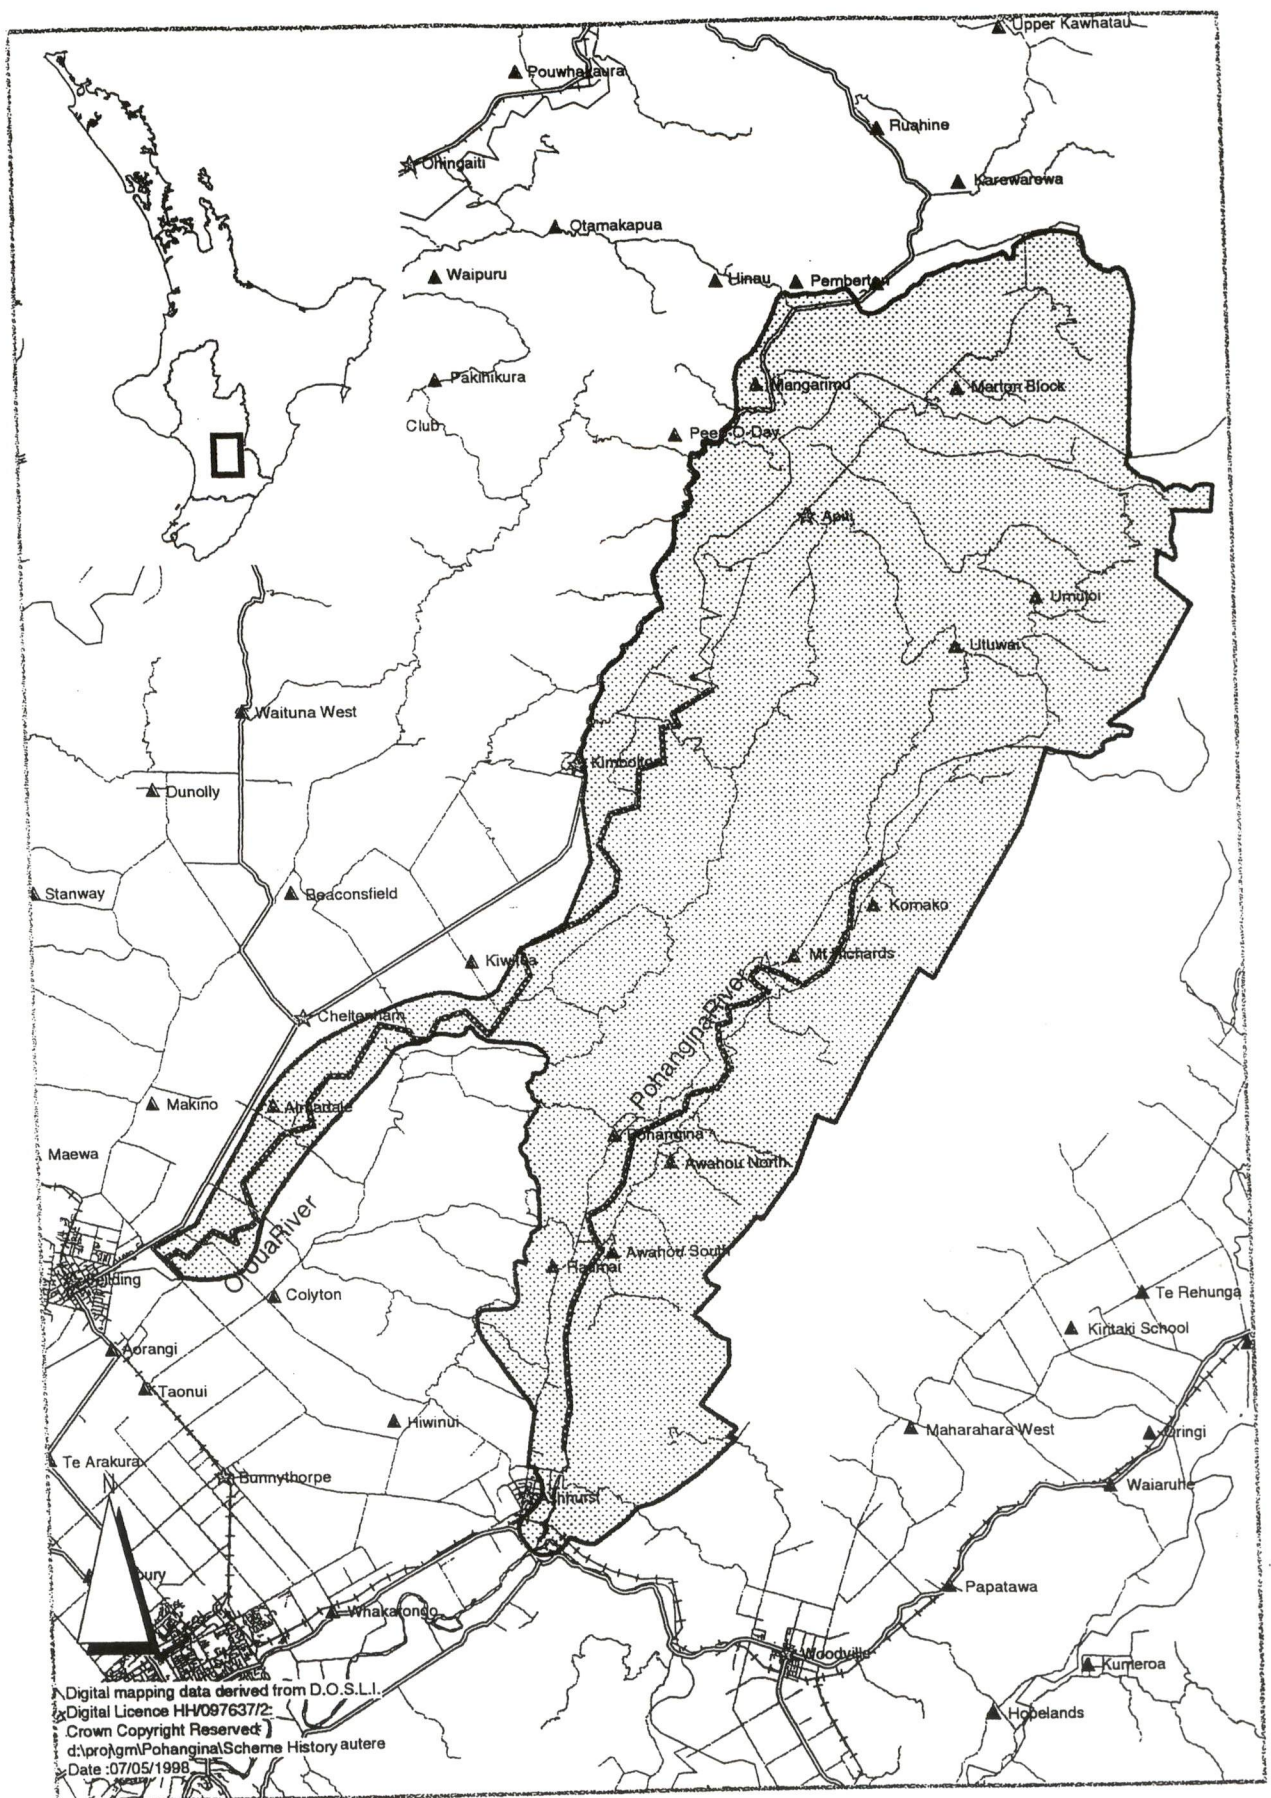 Upper Kawhatau
Pouwhakaura
Ruahine
Ohingaiti
Karewarewa
Otamakapua
Waipuru
Hinau
Pemberton
Pakihikura
Mangarimu
Marton Block
Club
Peep-O-Day
Apiti
Umutoi
Utuwai
Waituna West
Kimbolton
Dunolly
Stanway
Beaconsfield
Komako
Kiwitea
Mt Richards
Cheltenham
PohanginaRiver
Makino
Almadale
Pohangina
Maewa
Awahou North
OrouaRiver
Awahou South
Raumai
Feilding
Colyton
Te Rehunga
Kiritaki School
Aorangi
Taonui
Hiwinui
Maharahara West
Oringi
Te Arakura
Bunnythorpe
Waiaruhe
N
Ashhurst
bury
Papatawa
Whakarongo
Woodville
Kumeroa
Hopelands
Digital mapping data derived from D.O.S.L.I.
Digital Licence HH/097637/2
Crown Copyright Reserved
d:\proj\gm\Pohangina\Scheme History autere
Date :07/05/1998